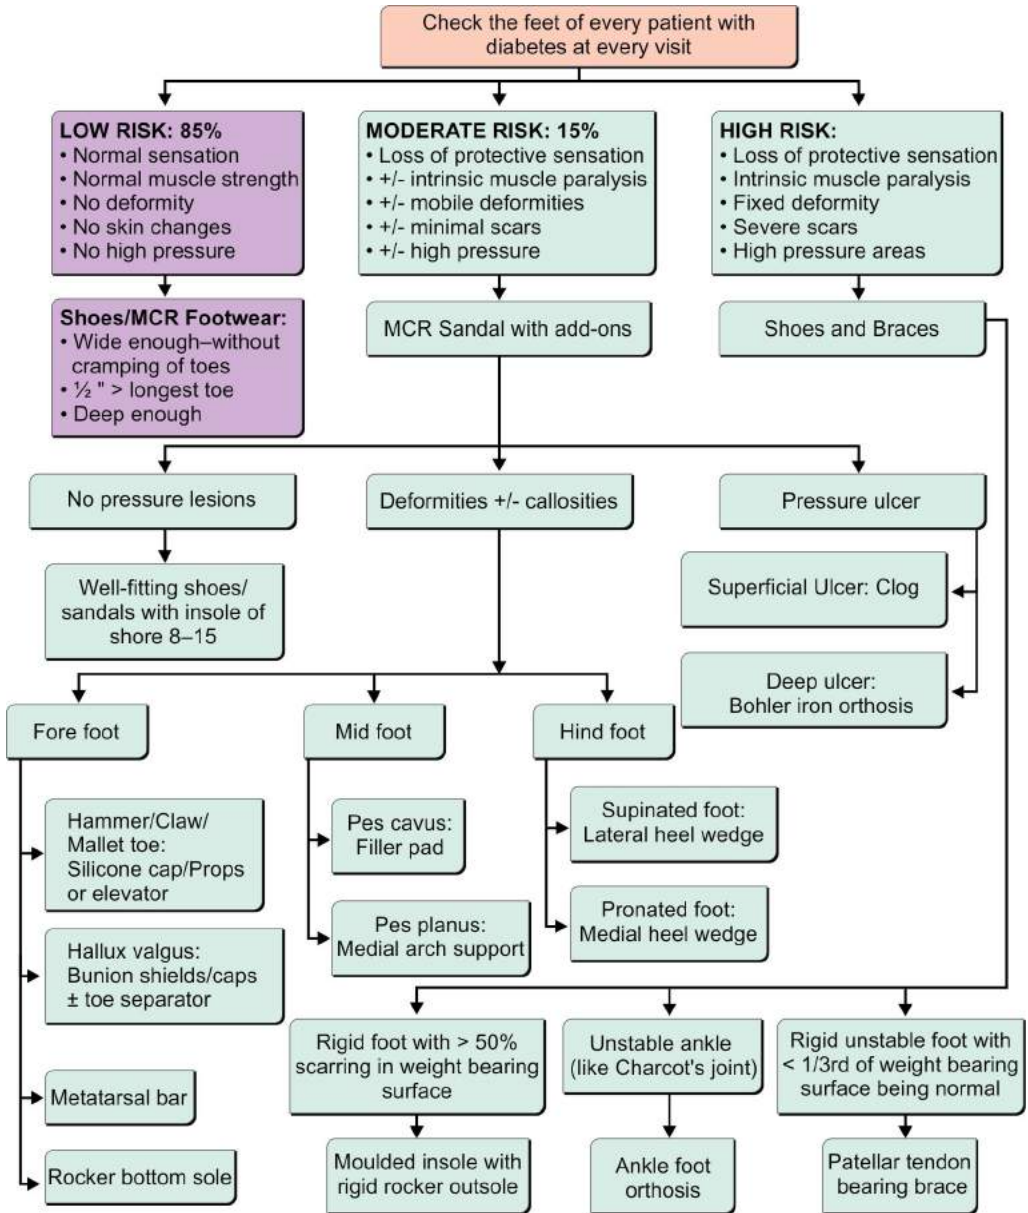 Check the feet of every patient with
diabetes at every visit
LOW RISK: 85%
• Normal sensation
• Normal muscle strength
• No deformity
• No skin changes
• No high pressure
MODERATE RISK: 15%
• Loss of protective sensation
• +/- intrinsic muscle paralysis
• +/- mobile deformities
• +/- minimal scars
• +/- high pressure
HIGH RISK:
• Loss of protective sensation
• Intrinsic muscle paralysis
• Fixed deformity
• Severe scars
• High pressure areas
Shoes/MCR Footwear:
• Wide enough–without
cramping of toes
• ½ " > longest toe
• Deep enough
MCR Sandal with add-ons
Shoes and Braces
No pressure lesions
Deformities +/- callosities
Pressure ulcer
Well-fitting shoes/
sandals with insole of
shore 8–15
Superficial Ulcer: Clog
Deep ulcer:
Bohler iron orthosis
Fore foot
Mid foot
Hind foot
Hammer/Claw/
Mallet toe:
Silicone cap/Props
or elevator
Hallux valgus:
Bunion shields/caps
± toe separator
Metatarsal bar
Rocker bottom sole
Pes cavus:
Filler pad
Pes planus:
Medial arch support
Supinated foot:
Lateral heel wedge
Pronated foot:
Medial heel wedge
Rigid foot with > 50%
scarring in weight bearing
surface
Unstable ankle
(like Charcot's joint)
Rigid unstable foot with
< 1/3rd of weight bearing
surface being normal
Moulded insole with
rigid rocker outsole
Ankle foot
orthosis
Patellar tendon
bearing brace